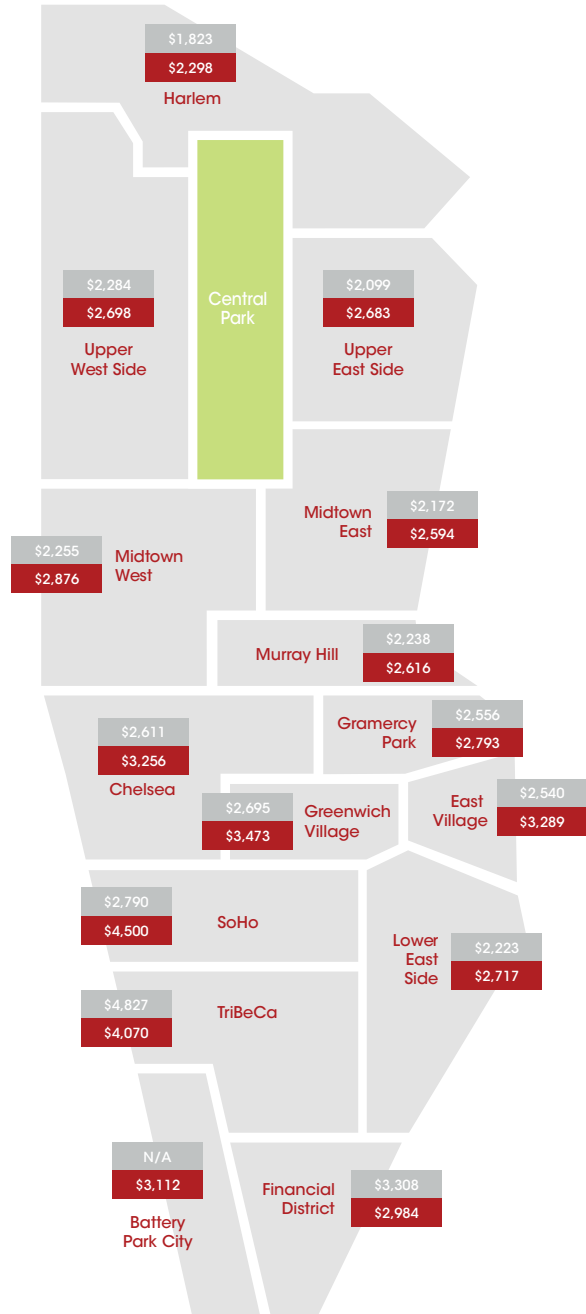 $1,823
$2,298
Harlem
$2,284
$2,698
Upper
West Side
Central
Park
$2,099
$2,683
Upper
East Side
Midtown
East
$2,172
$2,594
$2,255
$2,876
Midtown
West
Murray Hill
$2,238
$2,616
$2,611
$3,256
Chelsea
Gramercy
Park
$2,556
$2,793
$2,695
$3,473
Greenwich
Village
East
Village
$2,540
$3,289
$2,790
$4,500
SoHo
Lower
East
Side
$2,223
$2,717
$4,827
$4,070
TriBeCa
N/A
$3,112
Battery
Park City
Financial
District
$3,308
$2,984